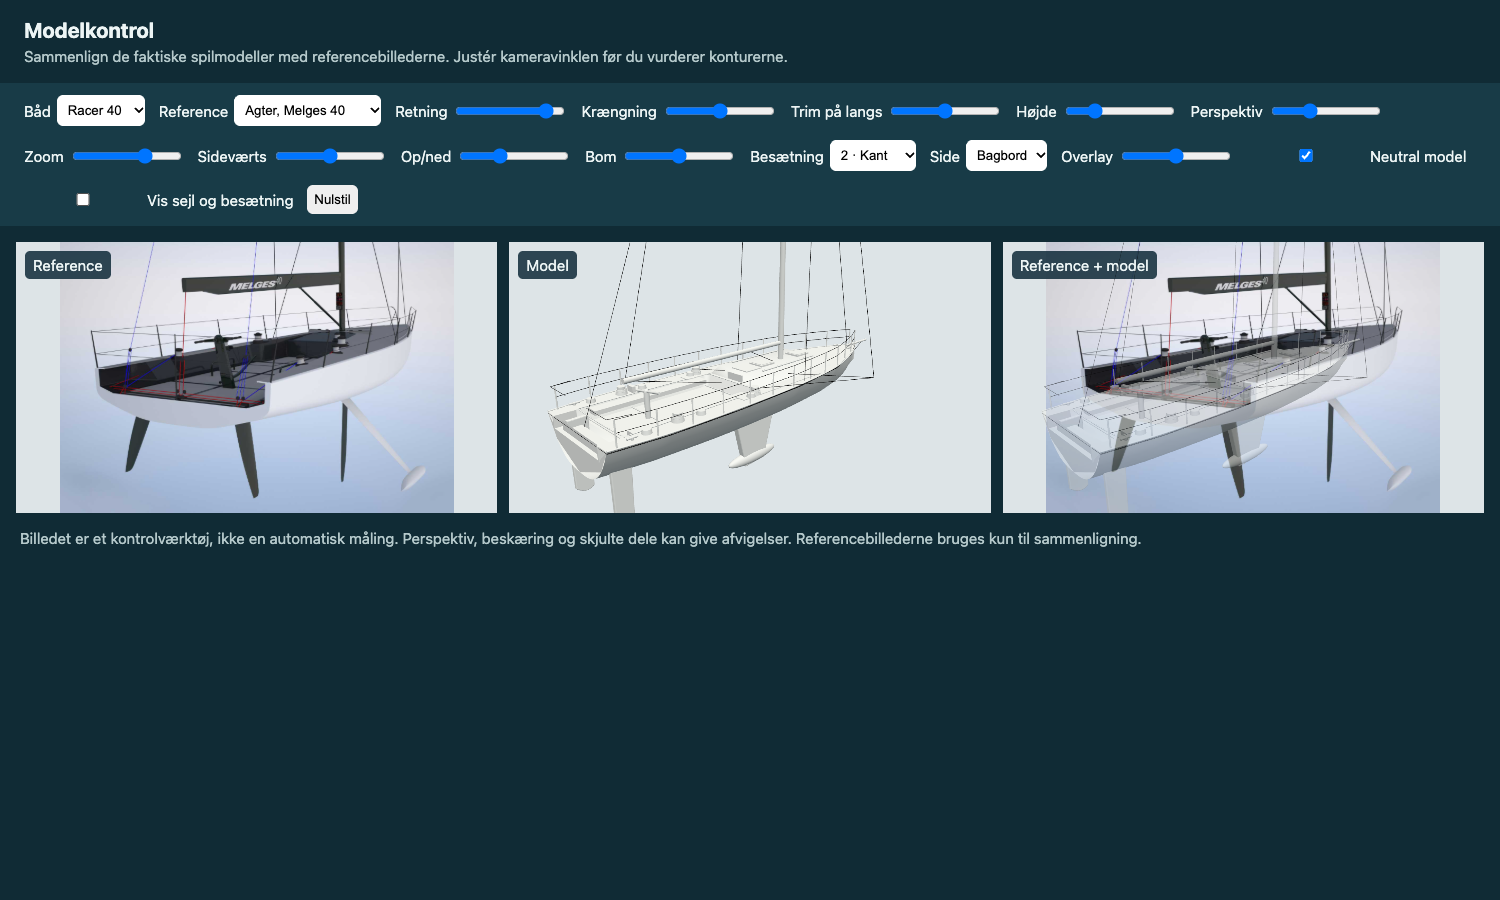 Modelkontrol
Sammenlign de faktiske spilmodeller med referencebillederne. Justér kameravinklen før du vurderer konturerne.
Båd Racer 40 Reference Agter, Melges 40 Retning Krængning Trim på langs Højde Perspektiv
Zoom Sideværts Op/ned Bom Besætning 2 · Kant Side Bagbord Overlay Neutral model
Vis sejl og besætning Nulstil
Reference
MELGES
Model
Reference + model
MELGES
Billedet er et kontrolværktøj, ikke en automatisk måling. Perspektiv, beskæring og skjulte dele kan give afvigelser. Referencebillederne bruges kun til sammenligning.